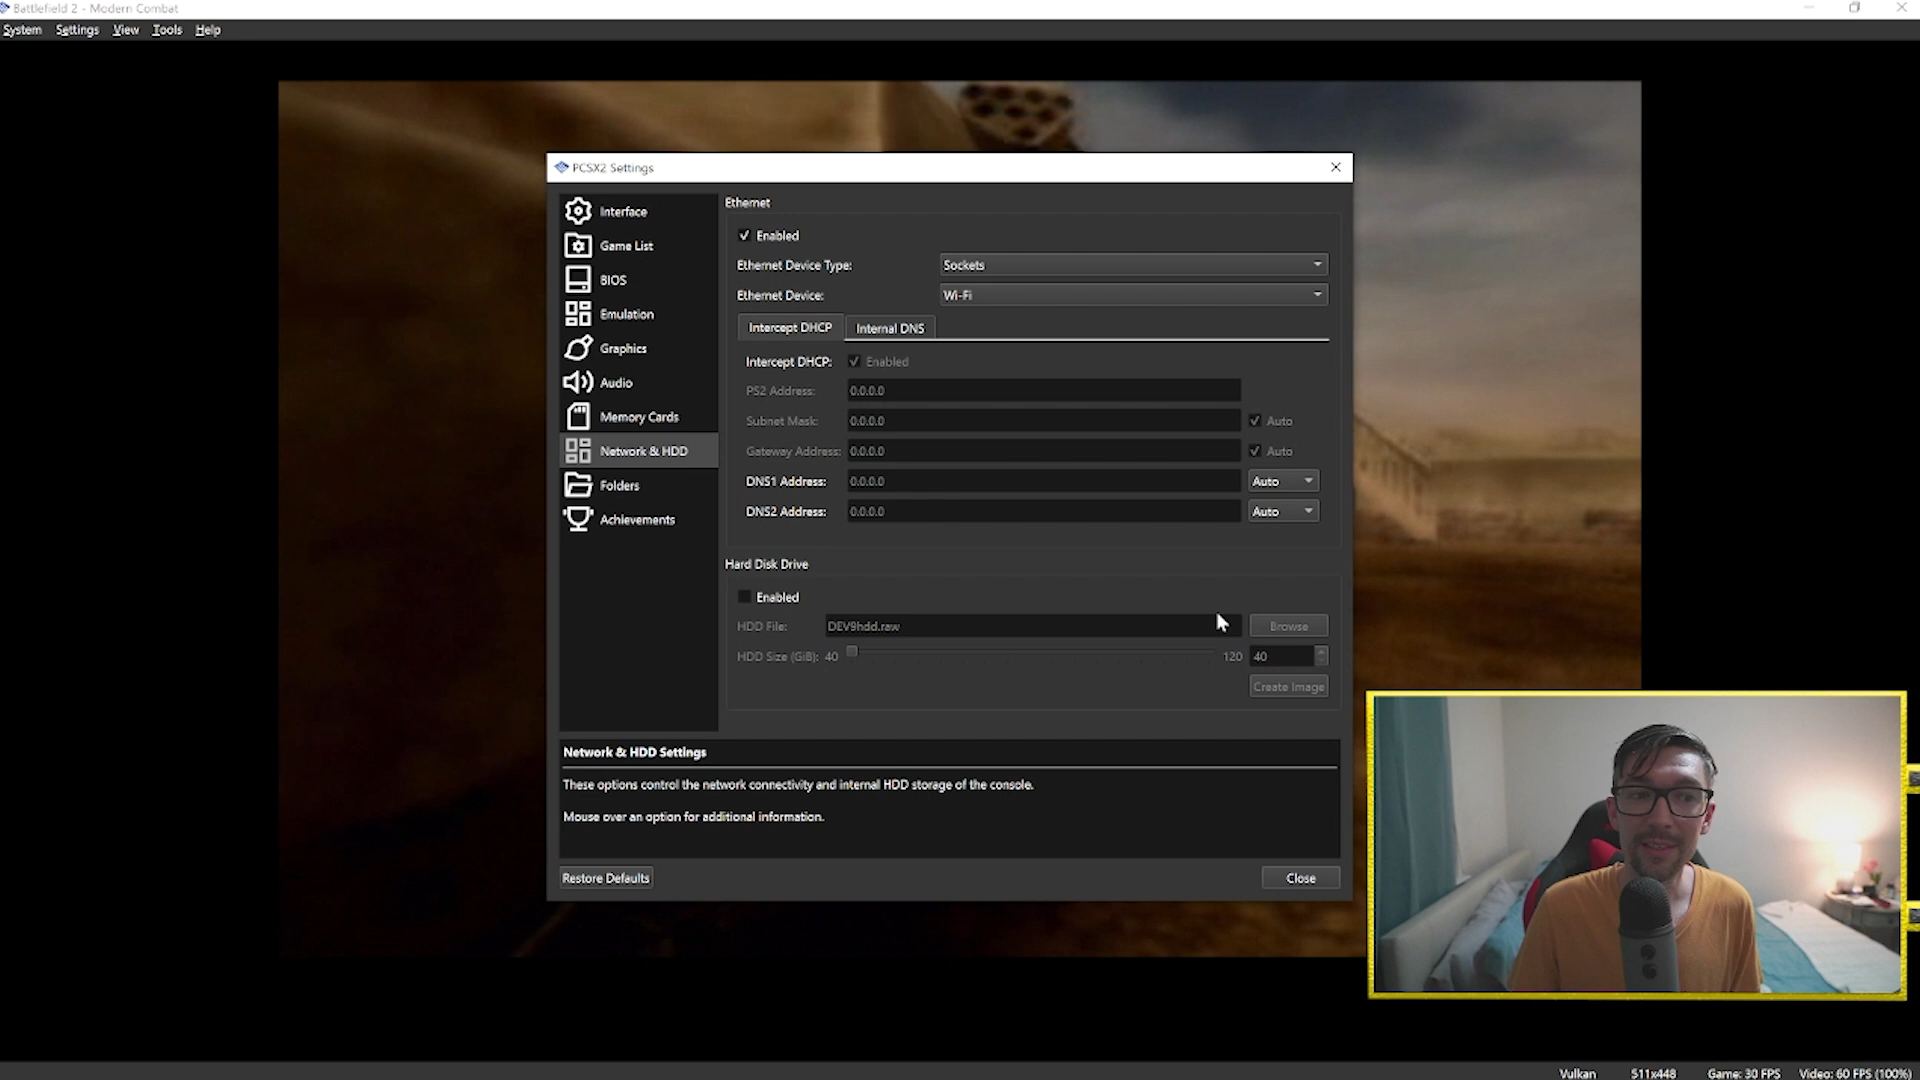 Battlefield 2 - Modern Combat
System Settings View Tools Help
PCSX2 Settings
Interface
Game List
BIOS
Emulation
Graphics
Audio
Memory Cards
Network & HDD
Folders
Achievements
Ethernet
Enabled
Ethernet Device Type: Sockets
Ethernet Device: Wi-Fi
Intercept DHCP Internal DNS
Intercept DHCP: Enabled
PS2 Address: 0.0.0.0
Subnet Mask: 0.0.0.0 Auto
Gateway Address: 0.0.0.0 Auto
DNS1 Address: 0.0.0.0 Auto
DNS2 Address: 0.0.0.0 Auto
Hard Disk Drive
Enabled
HDD File: DEV9hdd.raw Browse
HDD Size (GiB): 40 120 40
Create Image
Network & HDD Settings
These options control the network connectivity and internal HDD storage of the console.
Mouse over an option for additional information.
Restore Defaults Close
Vulkan 511x448 Game: 30 FPS Video: 60 FPS (100%)